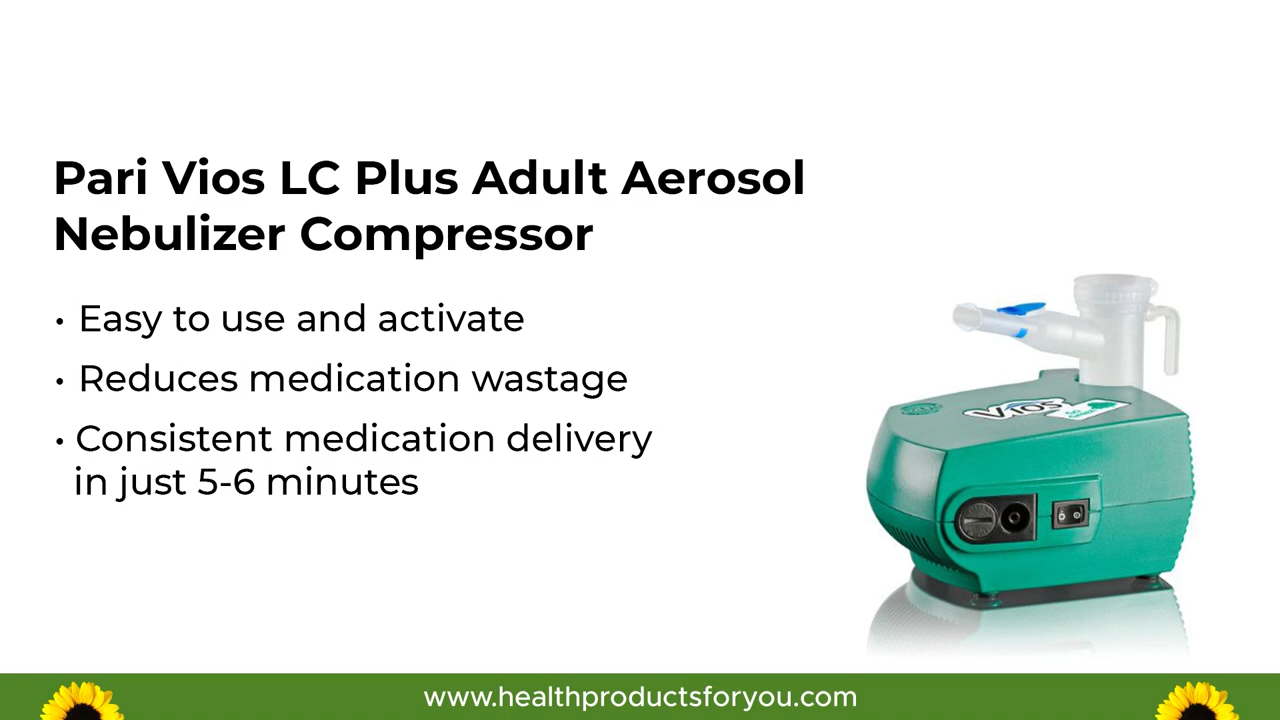 Pari Vios LC Plus Adult Aerosol
Nebulizer Compressor
• Easy to use and activate
• Reduces medication wastage
• Consistent medication delivery
in just 5-6 minutes
Vios
www.healthproductsforyou.com